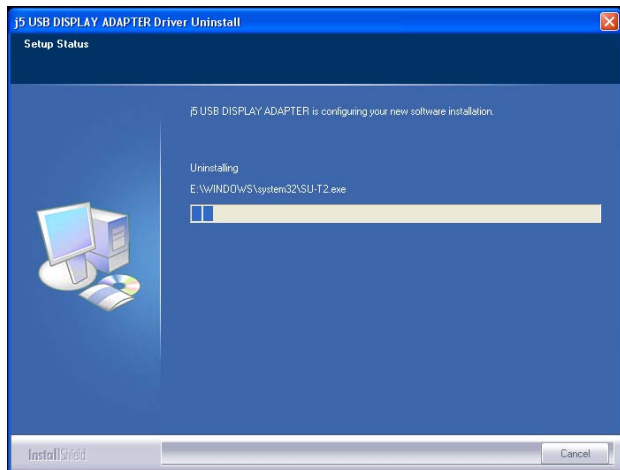 j5 USB DISPLAY ADAPTER Driver Uninstall
Setup Status
j5 USB DISPLAY ADAPTER is configuring your new software installation.
Uninstalling
E:\WINDOWS\system32\SU-T2.exe
InstallShield
Cancel